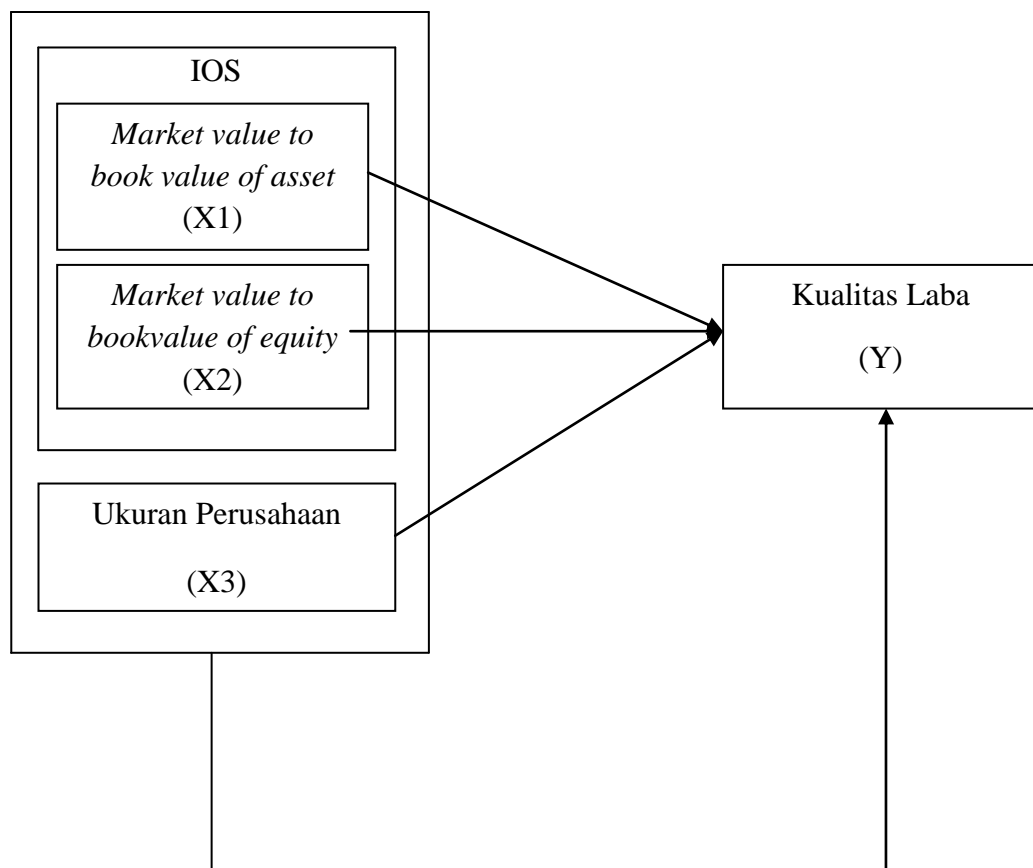 IOS
Market value to
book value of asset
(X1)
Market value to
bookvalue of equity
(X2)
Ukuran Perusahaan
(X3)
Kualitas Laba
(Y)